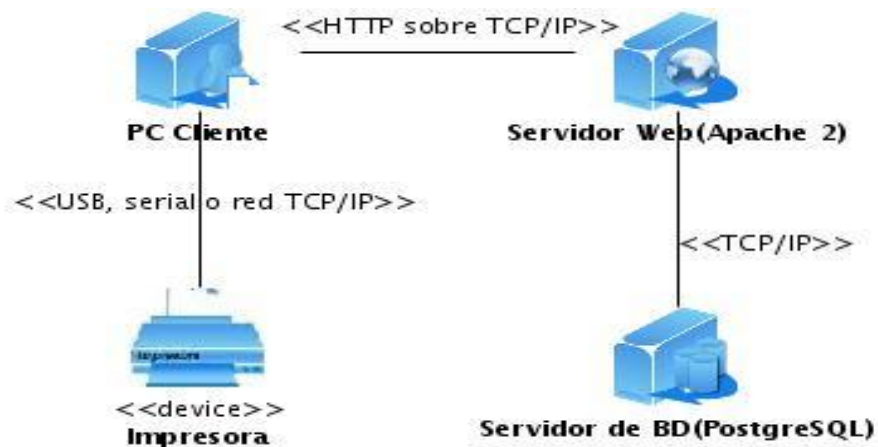 <<HTTP sobre TCP/IP>>
PC Cliente
Servidor Web(Apache 2)
<<USB, serial o red TCP/IP>>
<<TCP/IP>>
Impresora
<<device>>
Impresora
Servidor de BD(PostgreSQL)